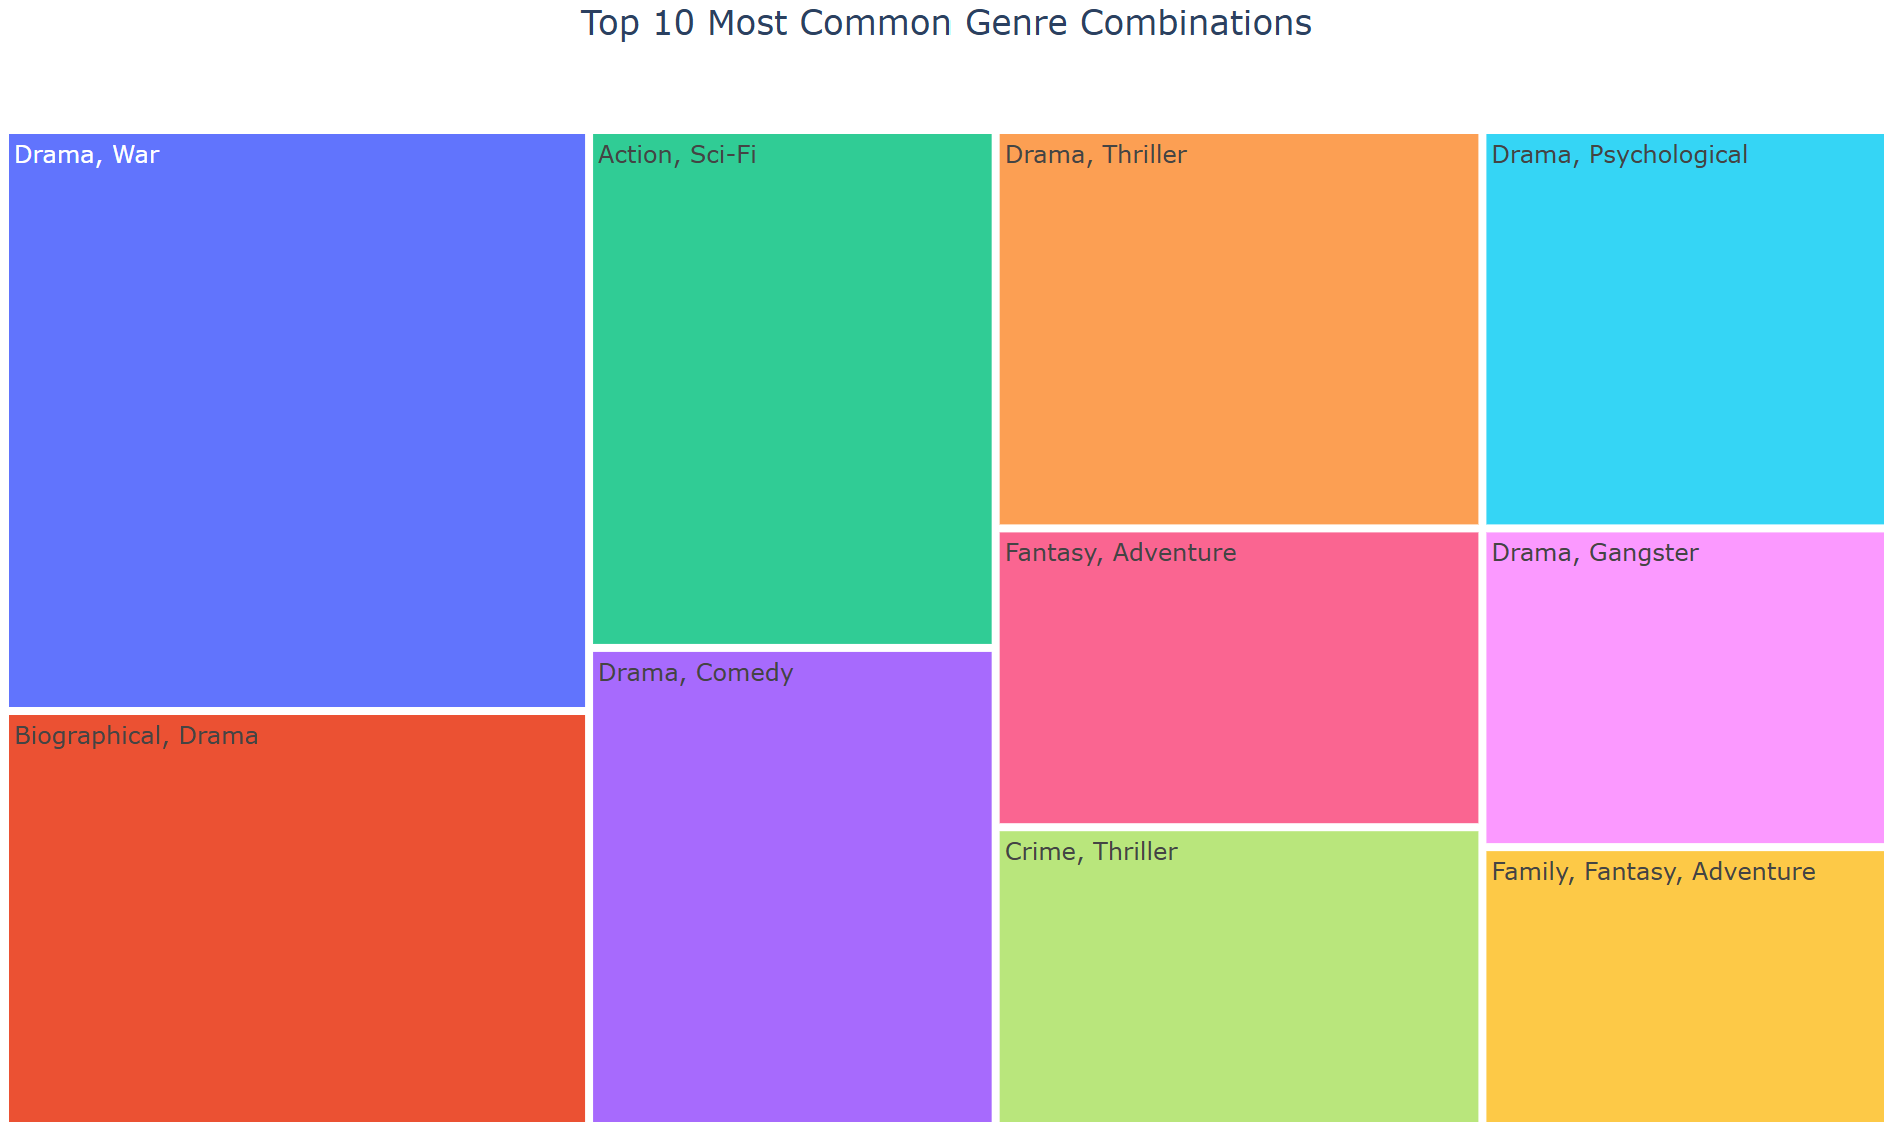 Top 10 Most Common Genre Combinations
Drama, War
Action, Sci-Fi
Drama, Thriller
Drama, Psychological
Fantasy, Adventure
Drama, Gangster
Drama, Comedy
Biographical, Drama
Crime, Thriller
Family, Fantasy, Adventure